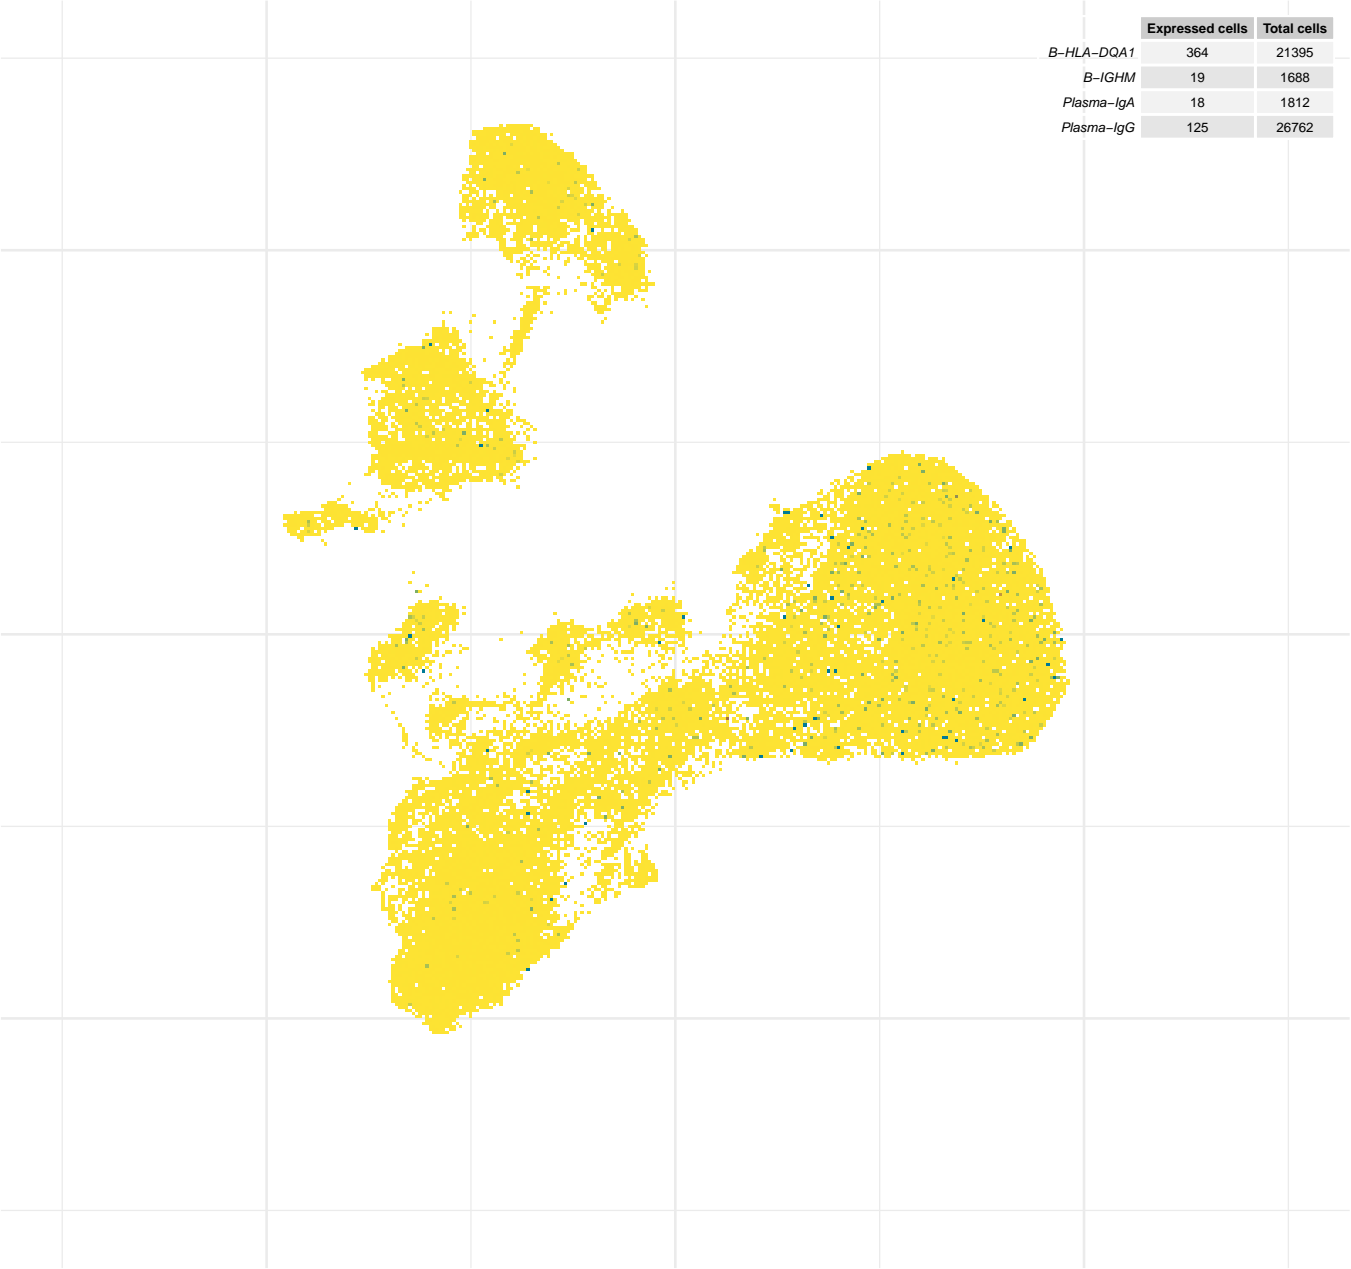 Expressed cells Total cells
B−HLA−DQA1 364 21395
B−IGHM 19 1688
Plasma−IgA 18 1812
Plasma−IgG 125 26762